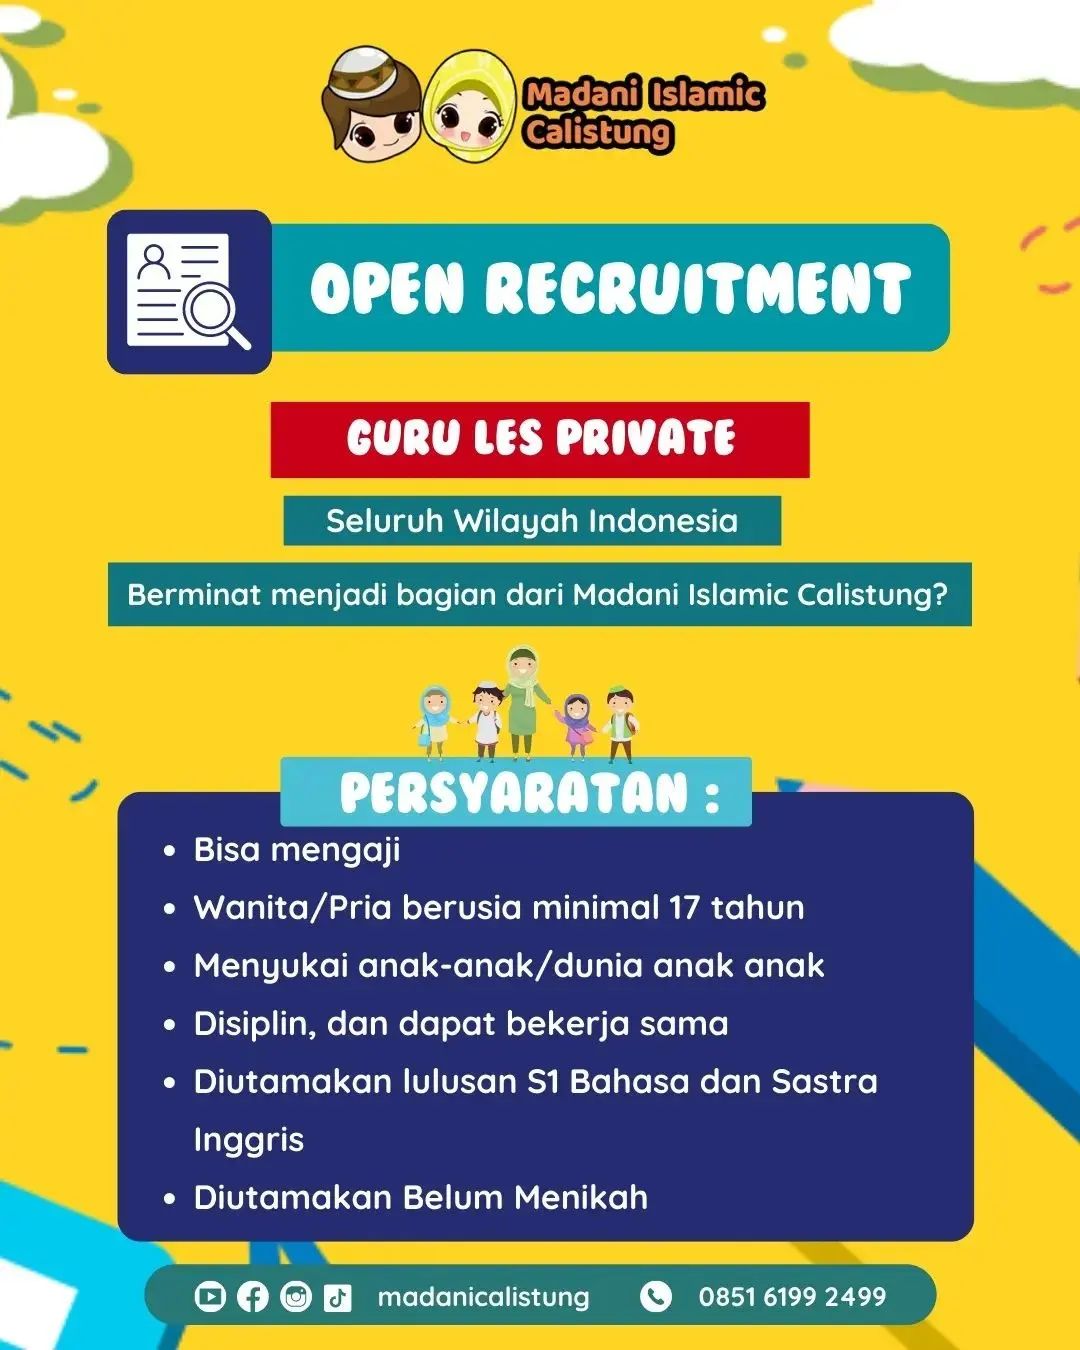 Madani Islamic
Calistung
OPEN RECRUITMENT
GURU LES PRIVATE
Seluruh Wilayah Indonesia
Berminat menjadi bagian dari Madani Islamic Calistung?
PERSYARATAN :
• Bisa mengaji
• Wanita/Pria berusia minimal 17 tahun
• Menyukai anak-anak/dunia anak anak
• Disiplin, dan dapat bekerja sama
• Diutamakan lulusan S1 Bahasa dan Sastra
Inggris
• Diutamakan Belum Menikah
madanicalistung 0851 6199 2499